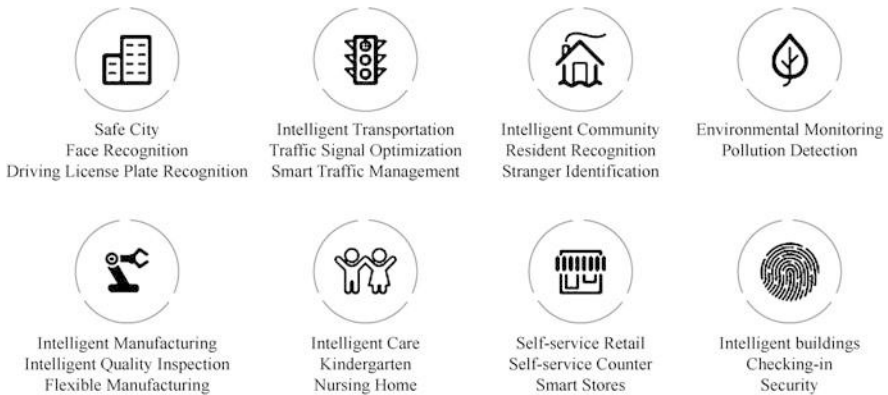 Safe City
Face Recognition
Driving License Plate Recognition
Intelligent Transportation
Traffic Signal Optimization
Smart Traffic Management
Intelligent Community
Resident Recognition
Stranger Identification
Environmental Monitoring
Pollution Detection
Intelligent Manufacturing
Intelligent Quality Inspection
Flexible Manufacturing
Intelligent Care
Kindergarten
Nursing Home
Self-service Retail
Self-service Counter
Smart Stores
Intelligent buildings
Checking-in
Security